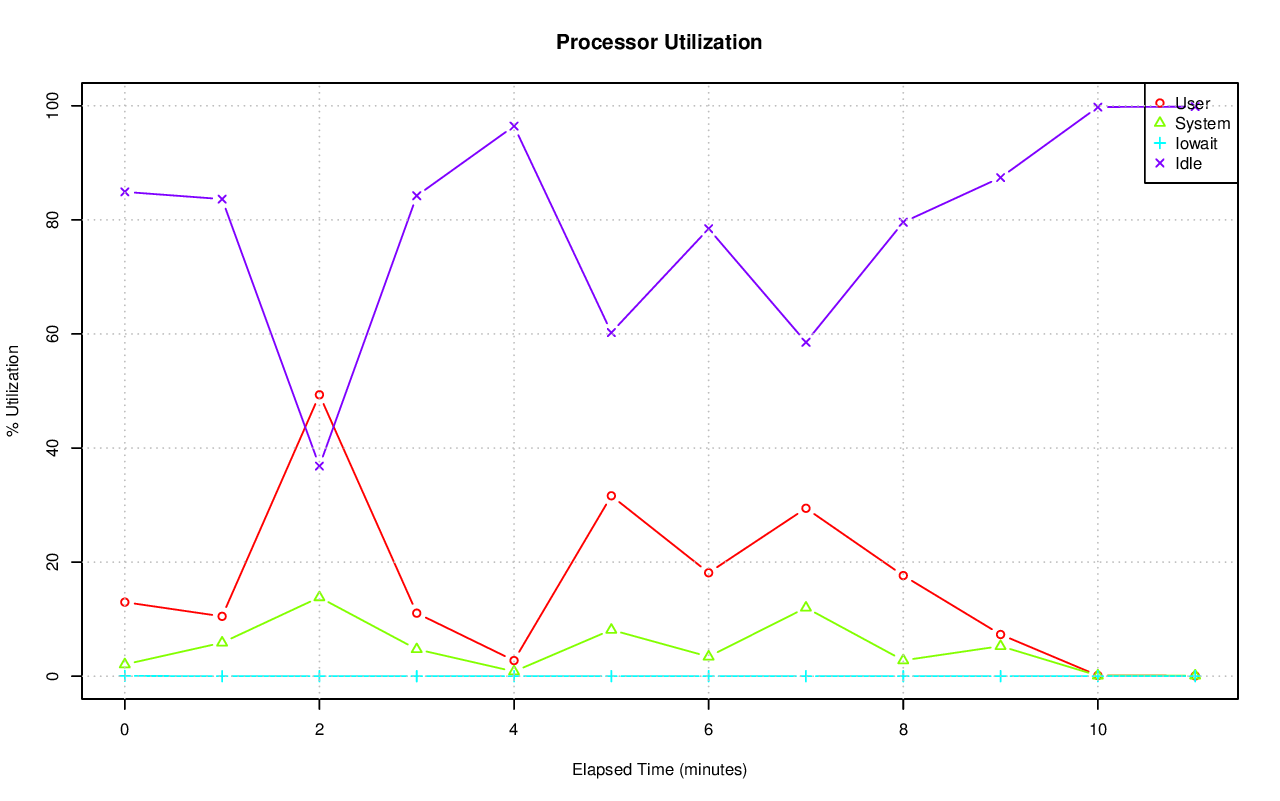 Processor Utilization
% Utilization
100
80
60
40
20
0
User
System
Iowait
Idle
0 2 4 6 8 10
Elapsed Time (minutes)